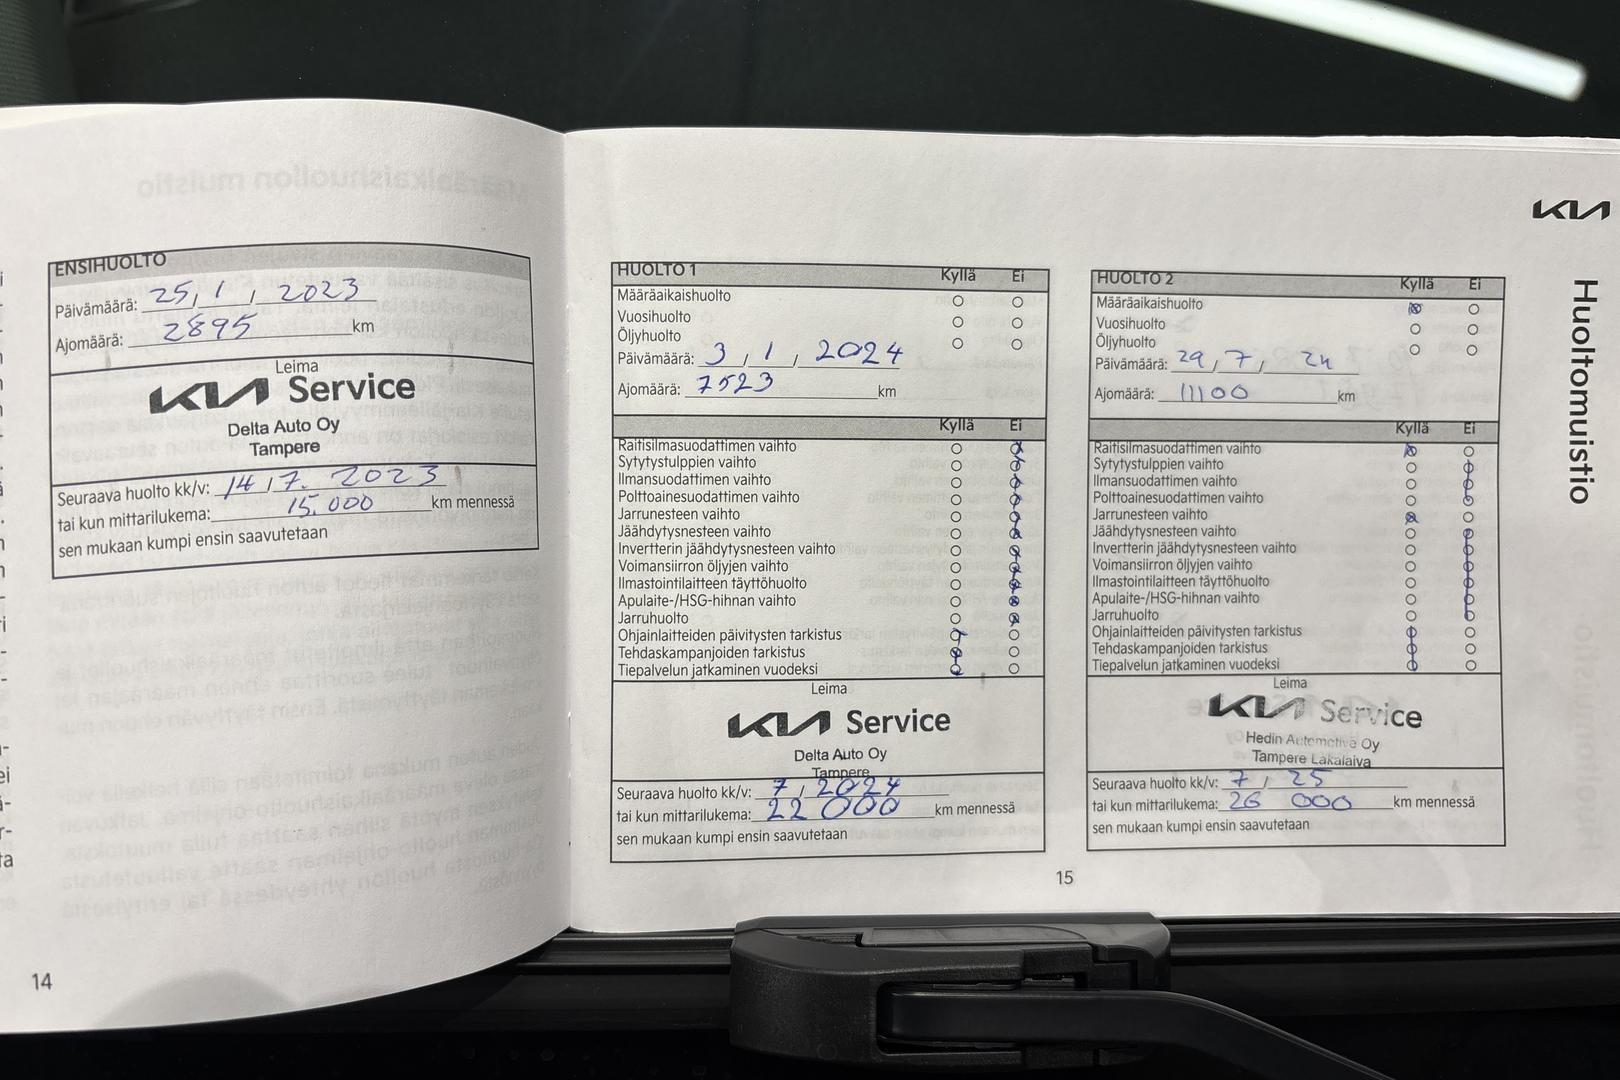 ENSIHUOLTO
Päivämäärä: 25 / 1 / 2023
Ajomäärä: 2895 km
Leima
KIA Service
Delta Auto Oy
Tampere
Seuraava huolto kk/v: 14 / 7. 2023
tai kun mittarilukema: 15.000 km mennessä
sen mukaan kumpi ensin saavutetaan
14
HUOLTO 1 Kyllä Ei
Määräaikaishuolto
Vuosihuolto
Öljyhuolto
Päivämäärä: 3 / 1 / 2024
Ajomäärä: 7523 km
Kyllä Ei
Raitisilmasuodattimen vaihto
Sytytystulppien vaihto
Ilmansuodattimen vaihto
Polttoainesuodattimen vaihto
Jarrunesteen vaihto
Jäähdytysnesteen vaihto
Invertterin jäähdytysnesteen vaihto
Voimansiirron öljyjen vaihto
Ilmastointilaitteen täyttöhuolto
Apulaite-/HSG-hihnan vaihto
Jarruhuolto
Ohjainlaitteiden päivitysten tarkistus
Tehdaskampanjoiden tarkistus
Tiepalvelun jatkaminen vuodeksi
Leima
KIA Service
Delta Auto Oy
Tampere
Seuraava huolto kk/v: 7 / 2024
tai kun mittarilukema: 22 000 km mennessä
sen mukaan kumpi ensin saavutetaan
HUOLTO 2 Kyllä Ei
Määräaikaishuolto
Vuosihuolto
Öljyhuolto
Päivämäärä: 29 / 7 / 24
Ajomäärä: 11100 km
Kyllä Ei
Raitisilmasuodattimen vaihto
Sytytystulppien vaihto
Ilmansuodattimen vaihto
Polttoainesuodattimen vaihto
Jarrunesteen vaihto
Jäähdytysnesteen vaihto
Invertterin jäähdytysnesteen vaihto
Voimansiirron öljyjen vaihto
Ilmastointilaitteen täyttöhuolto
Apulaite-/HSG-hihnan vaihto
Jarruhuolto
Ohjainlaitteiden päivitysten tarkistus
Tehdaskampanjoiden tarkistus
Tiepalvelun jatkaminen vuodeksi
Leima
KIA Service
Hedin Automotive Oy
Tampere Lakalaiva
Seuraava huolto kk/v: 7 / 25
tai kun mittarilukema: 26 000 km mennessä
sen mukaan kumpi ensin saavutetaan
15
KIA
Huoltomuistio